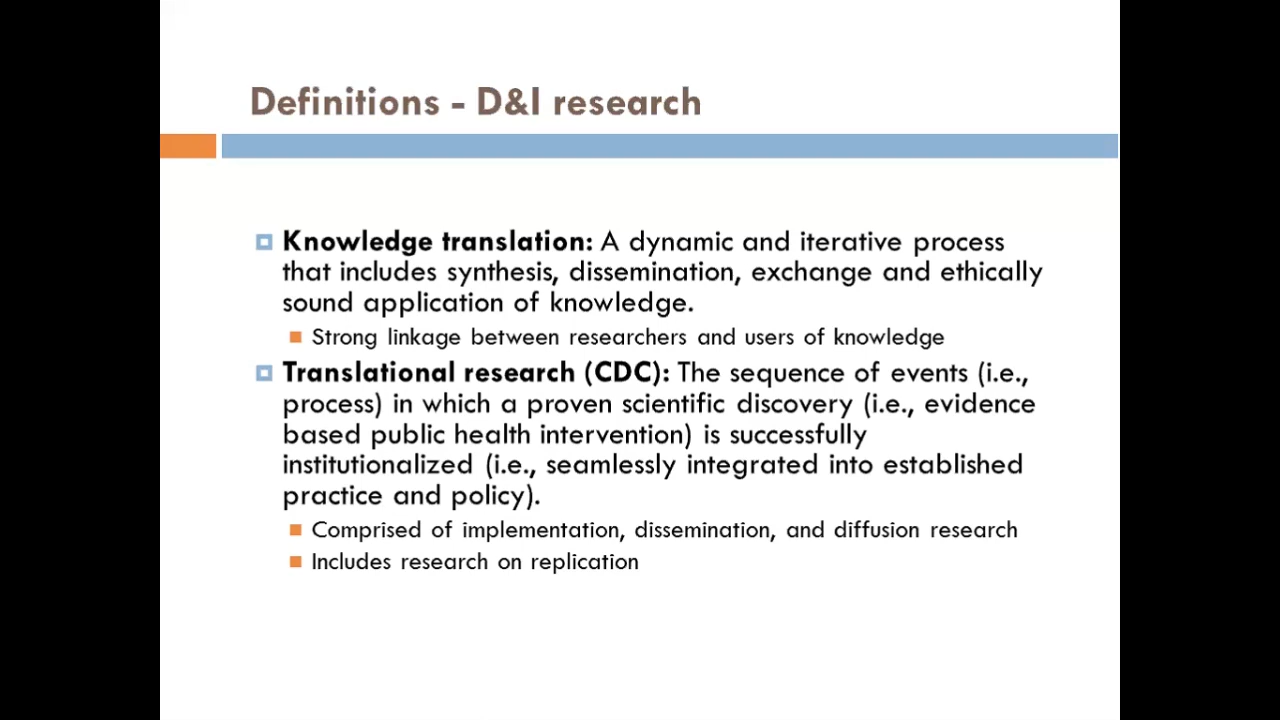 Definitions - D&I research
Knowledge translation: A dynamic and iterative process
that includes synthesis, dissemination, exchange and ethically
sound application of knowledge.
Strong linkage between researchers and users of knowledge
Translational research (CDC): The sequence of events (i.e.,
process) in which a proven scientific discovery (i.e., evidence
based public health intervention) is successfully
institutionalized (i.e., seamlessly integrated into established
practice and policy).
Comprised of implementation, dissemination, and diffusion research
Includes research on replication